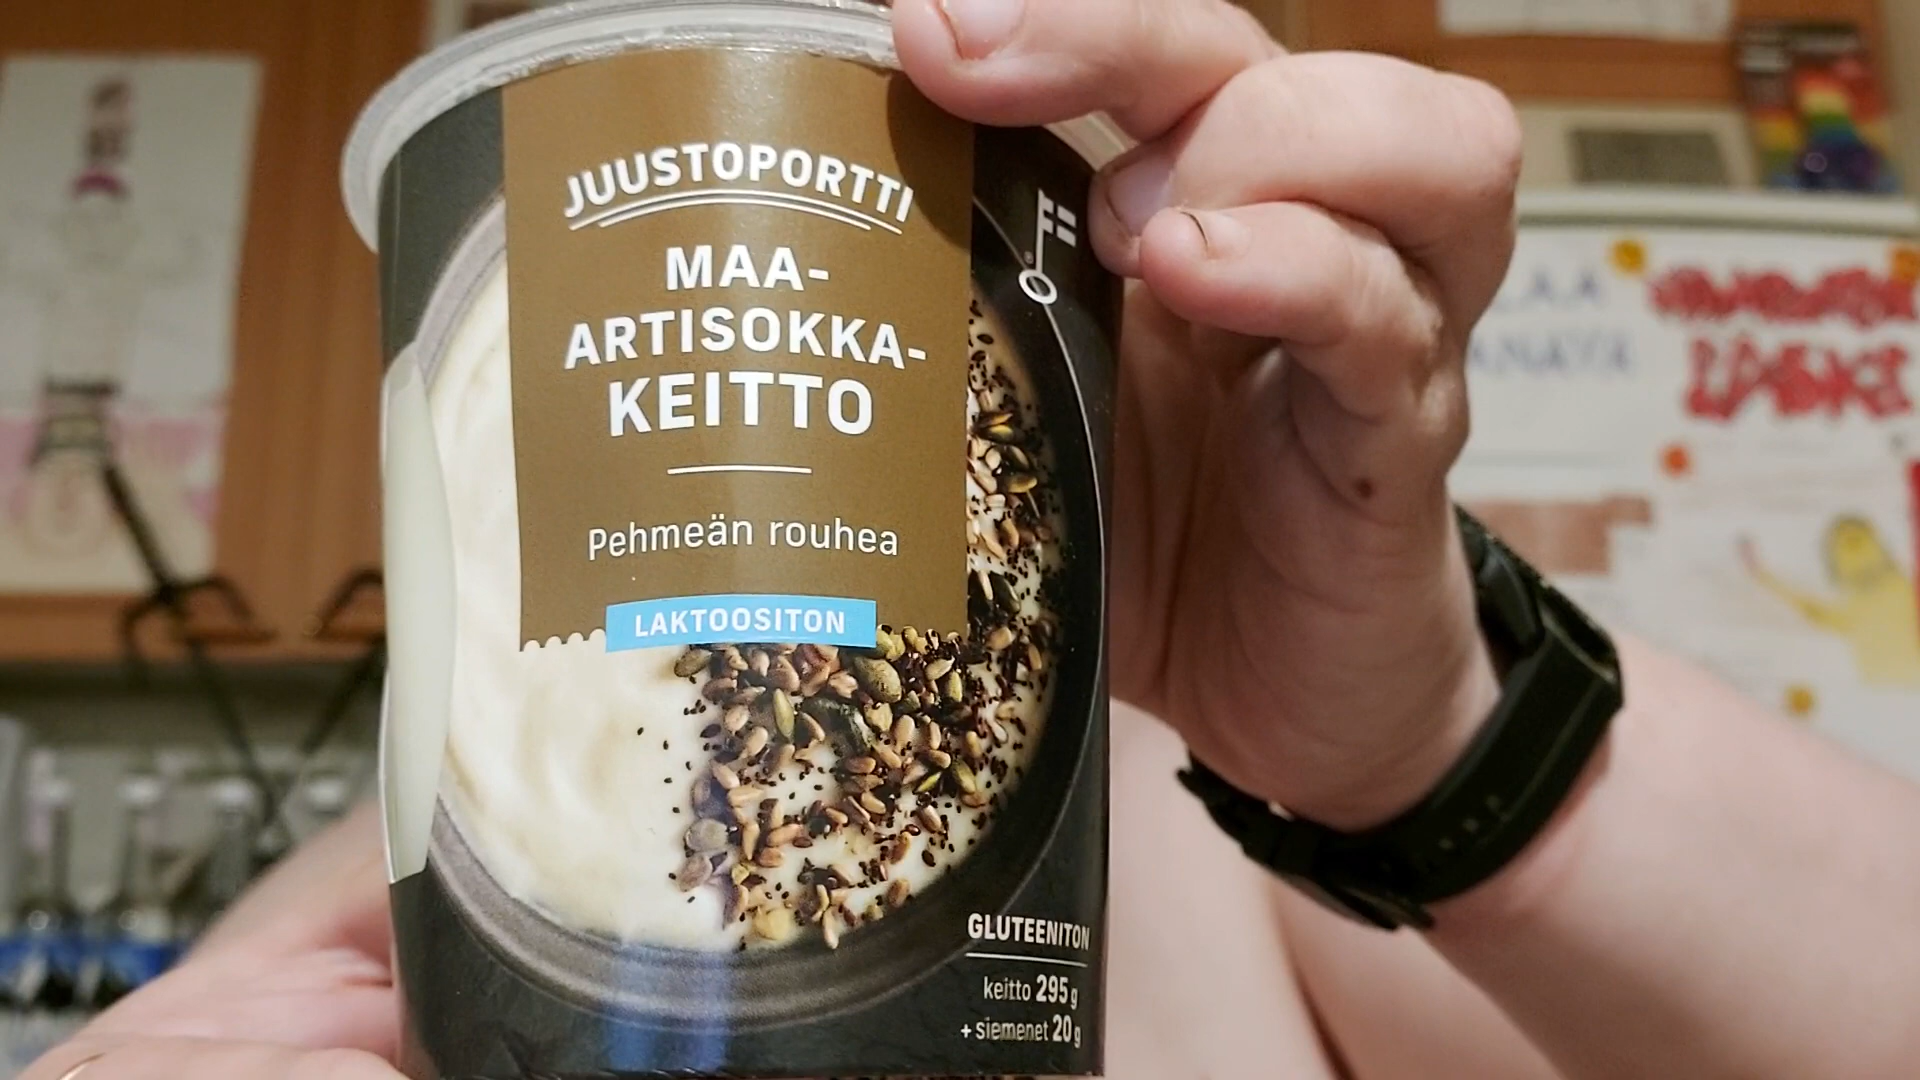 JUUSTOPORTTI
MAA-
ARTISOKKA-
KEITTO
Pehmeän rouhea
LAKTOOSITON
GLUTEENITON
keitto 295 g
+ siemenet 20 g